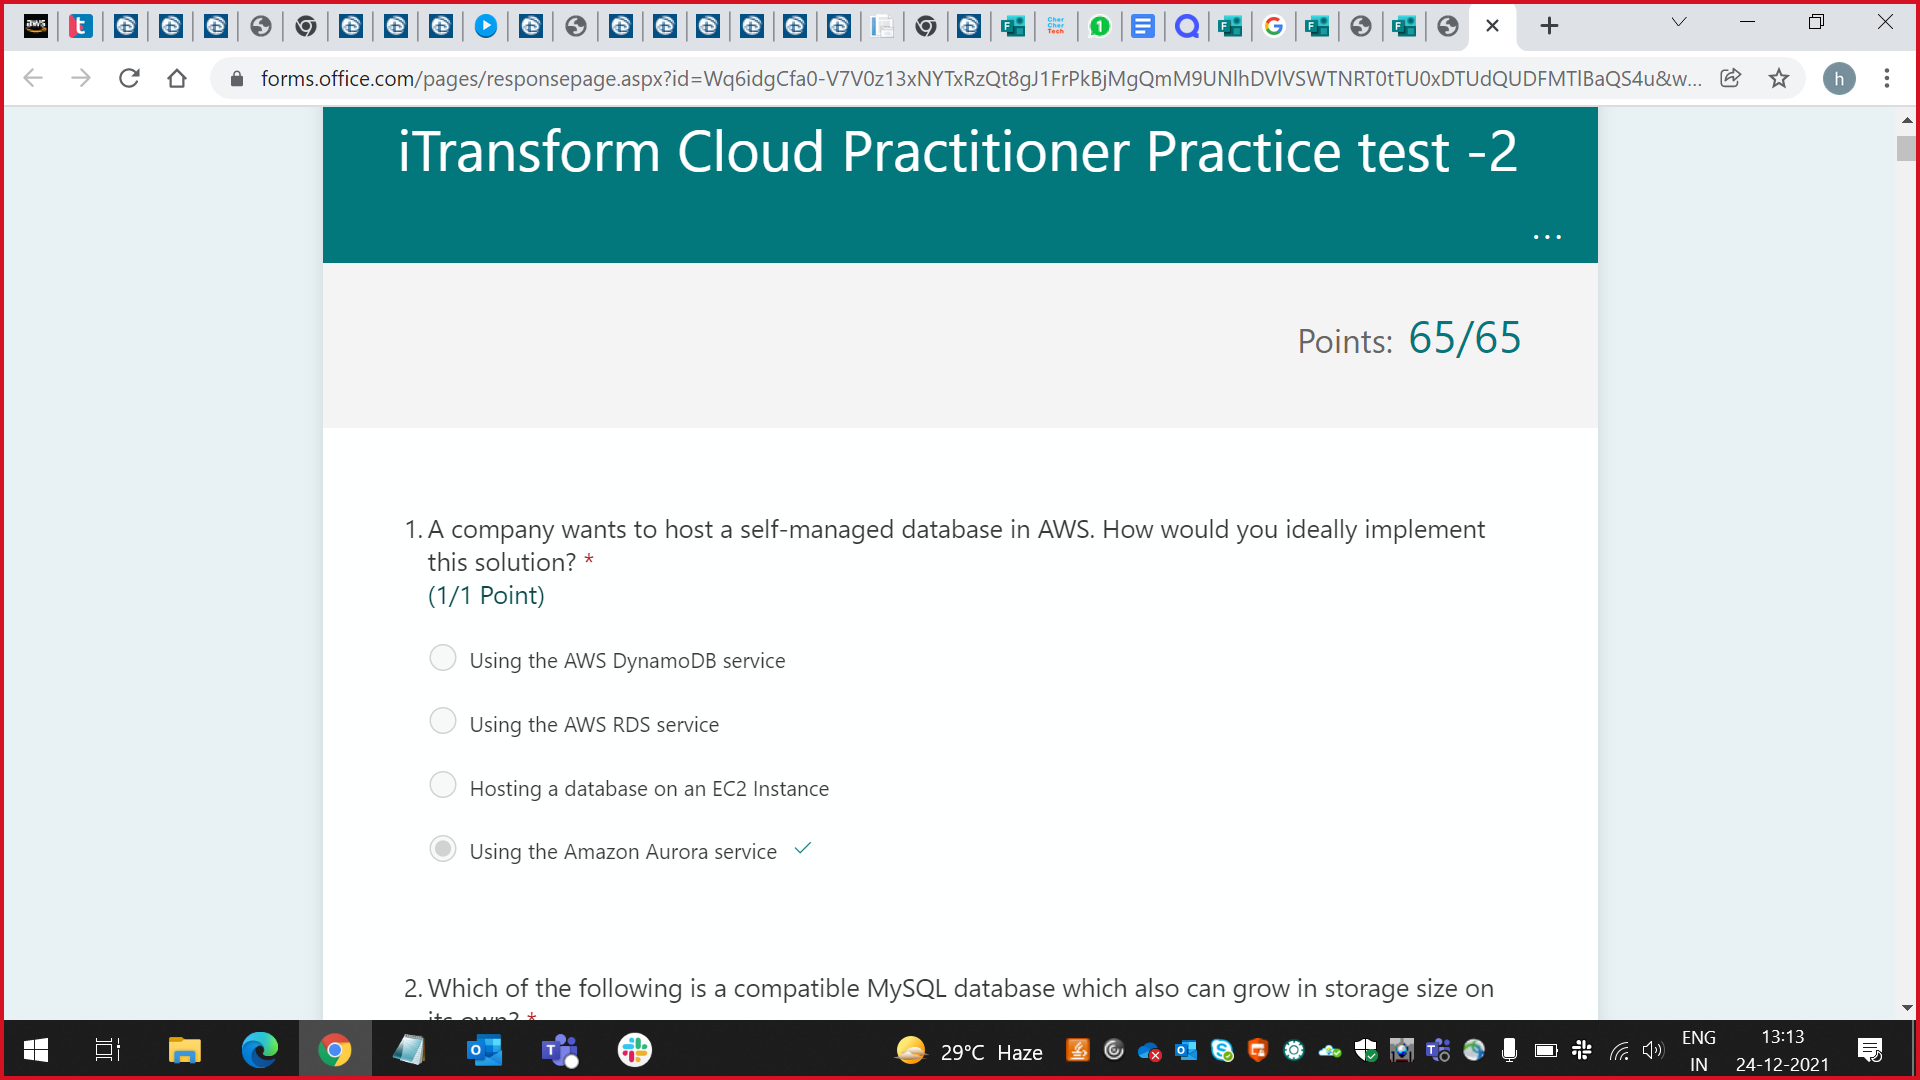 forms.office.com/pages/responsepage.aspx?id=Wq6idgCfa0-V7V0z13xNYTxRzQt8gJ1FrPkBjMgQmM9UNlhDVlVSWTNRT0tTU0xDTUdQUDFMTlBaQS4u&w...
h
iTransform Cloud Practitioner Practice test -2
...
Points: 65/65
1. A company wants to host a self-managed database in AWS. How would you ideally implement
this solution? *
(1/1 Point)
Using the AWS DynamoDB service
Using the AWS RDS service
Hosting a database on an EC2 Instance
Using the Amazon Aurora service
2. Which of the following is a compatible MySQL database which also can grow in storage size on
its own? *
29°C Haze
ENG
IN
13:13
24-12-2021